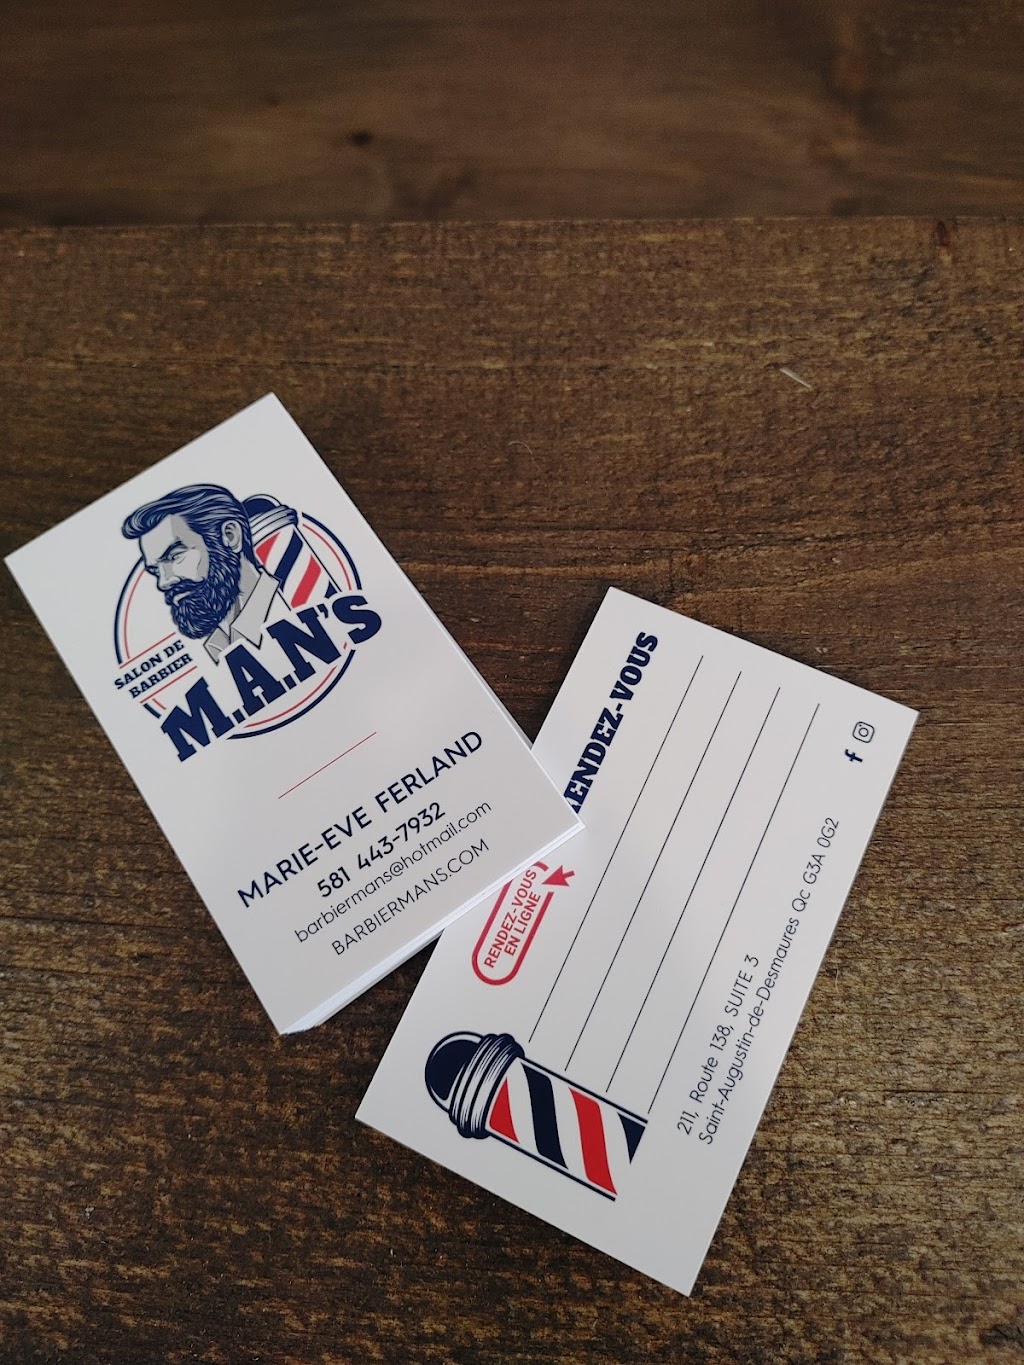 SALON DE
BARBIER
M.A.N'S
MARIE-EVE FERLAND
581 443-7932
barbiermans@hotmail.com
BARBIERMANS.COM
RENDEZ-VOUS
RENDEZ-VOUS
EN LIGNE
211, Route 138, SUITE 3
Saint-Augustin-de-Desmaures Qc G3A 0G2